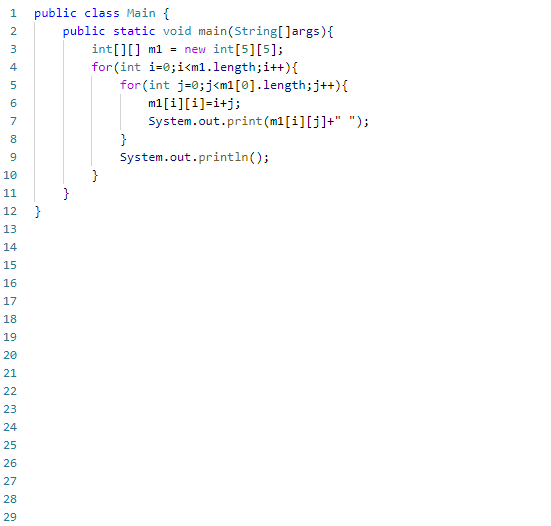 1 public class Main {
2 public static void main(String[]args){
3 int[][] m1 = new int[5][5];
4 for(int i=0;i<m1.length;i++){
5 for(int j=0;j<m1[0].length;j++){
6 m1[i][i]=i+j;
7 System.out.print(m1[i][j]+" ");
8 }
9 System.out.println();
10 }
11 }
12 }
13
14
15
16
17
18
19
20
21
22
23
24
25
26
27
28
29